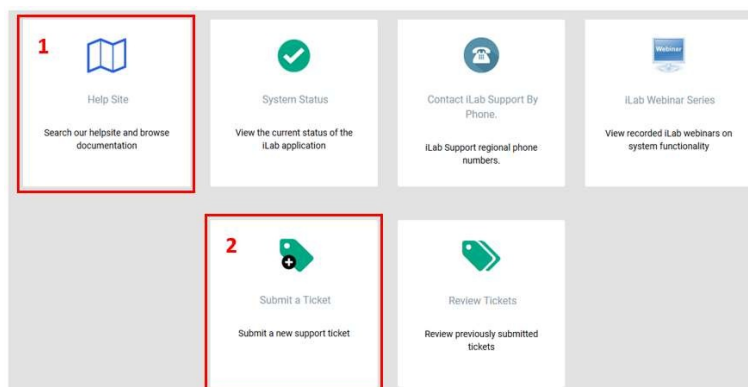 1
Help Site
Search our helpsite and browse
documentation
System Status
View the current status of the
iLab application
Contact iLab Support By
Phone.
iLab Support regional phone
numbers.
Webinar
iLab Webinar Series
View recorded iLab webinars on
system functionality
2
Submit a Ticket
Submit a new support ticket
Review Tickets
Review previously submitted
tickets